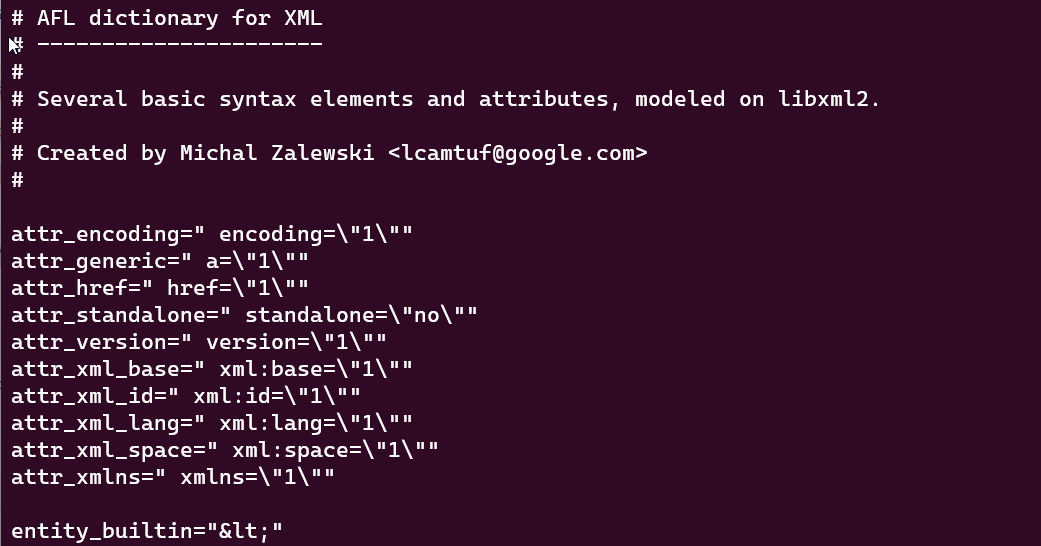 # AFL dictionary for XML
# ----------------------
#
# Several basic syntax elements and attributes, modeled on libxml2.
#
# Created by Michal Zalewski <lcamtuf@google.com>
#
attr_encoding=" encoding=\"1\""
attr_generic=" a=\"1\""
attr_href=" href=\"1\""
attr_standalone=" standalone=\"no\""
attr_version=" version=\"1\""
attr_xml_base=" xml:base=\"1\""
attr_xml_id=" xml:id=\"1\""
attr_xml_lang=" xml:lang=\"1\""
attr_xml_space=" xml:space=\"1\""
attr_xmlns=" xmlns=\"1\""
entity_builtin="&lt;"